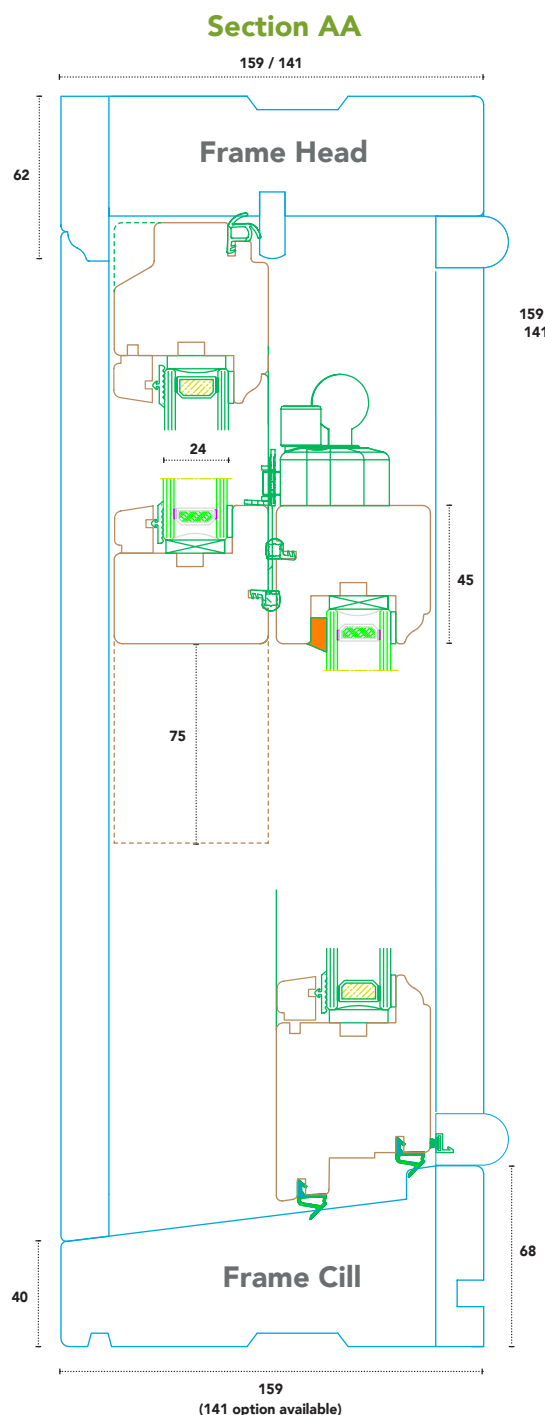 Section AA
159 / 141
Frame Head
62
159
141
24
45
75
Frame Cill
68
40
159
(141 option available)